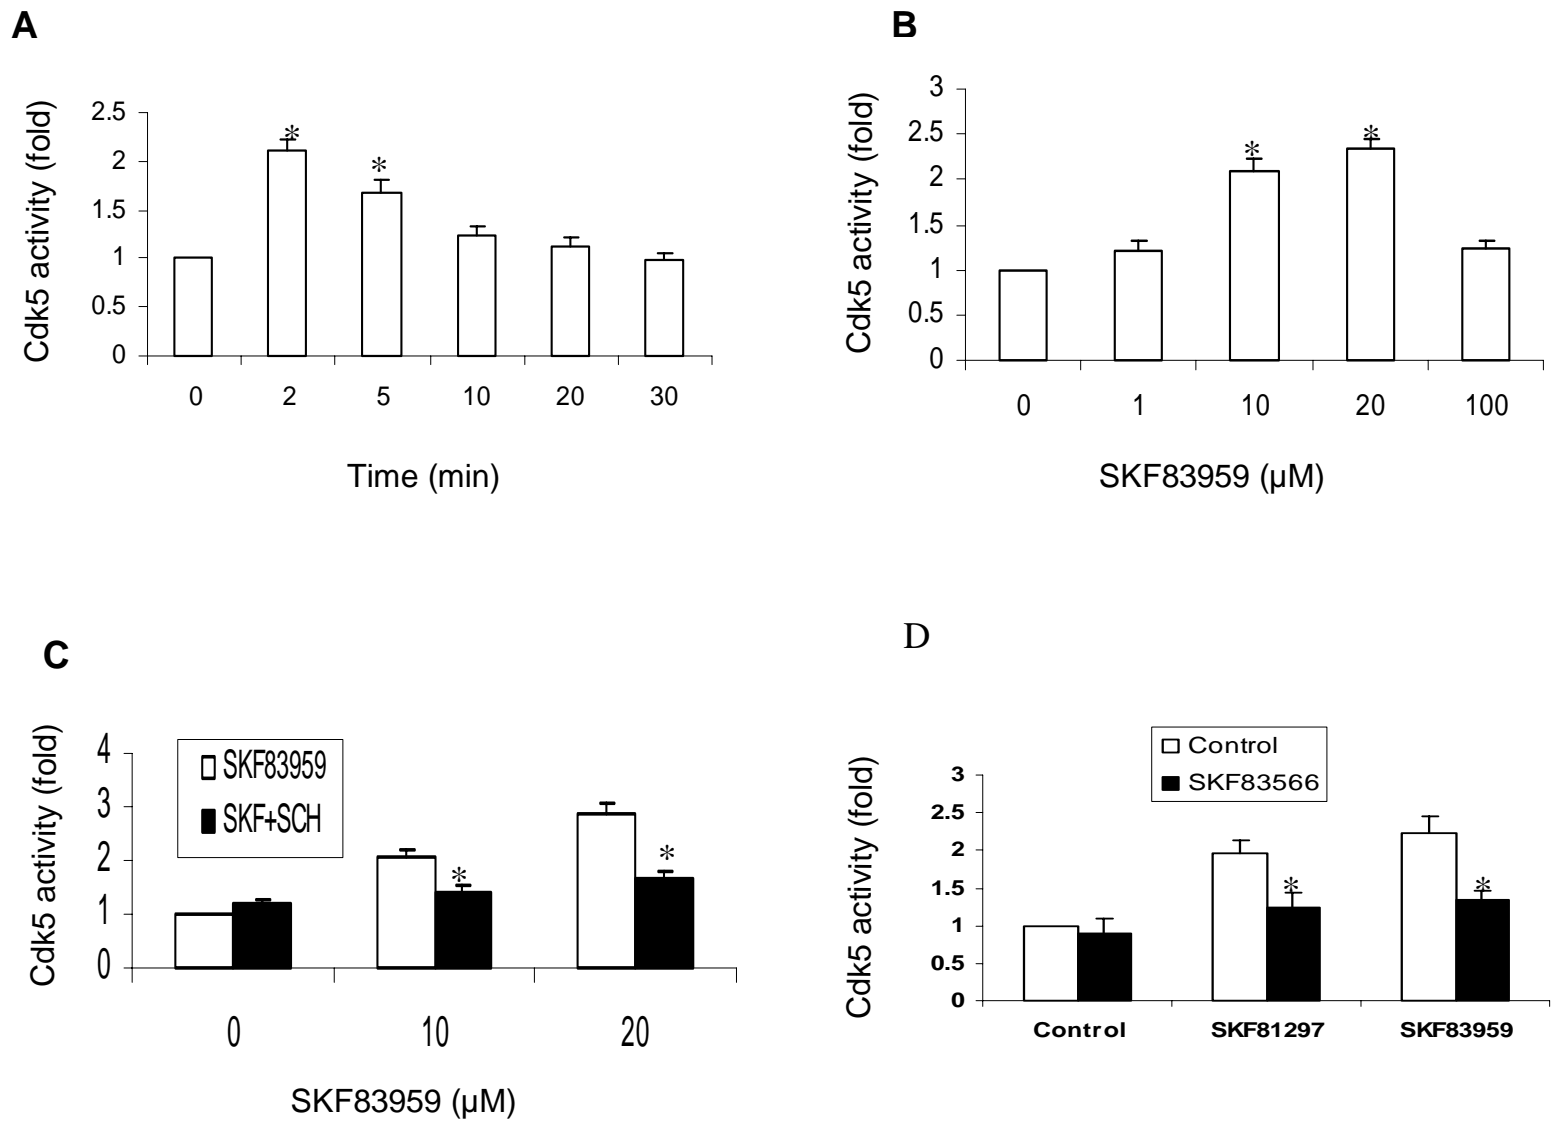 A
Cdk5 activity (fold)
2.5
2
1.5
1
0.5
0
*
*
0 2 5 10 20 30
Time (min)
B
Cdk5 activity (fold)
3
2.5
2
1.5
1
0.5
0
*
*
0 1 10 20 100
SKF83959 (µM)
C
Cdk5 activity (fold)
4
3
2
1
0
SKF83959
SKF+SCH
*
*
0 10 20
SKF83959 (µM)
D
Cdk5 activity (fold)
Control
SKF83566
3
2.5
2
1.5
1
0.5
0
*
*
Control SKF81297 SKF83959